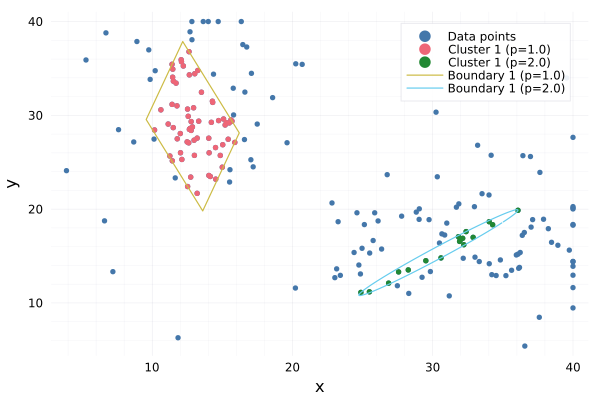 40
30
20
10
y
10
20
30
40
x
Data points
Cluster 1 (p=1.0)
Cluster 1 (p=2.0)
Boundary 1 (p=1.0)
Boundary 1 (p=2.0)